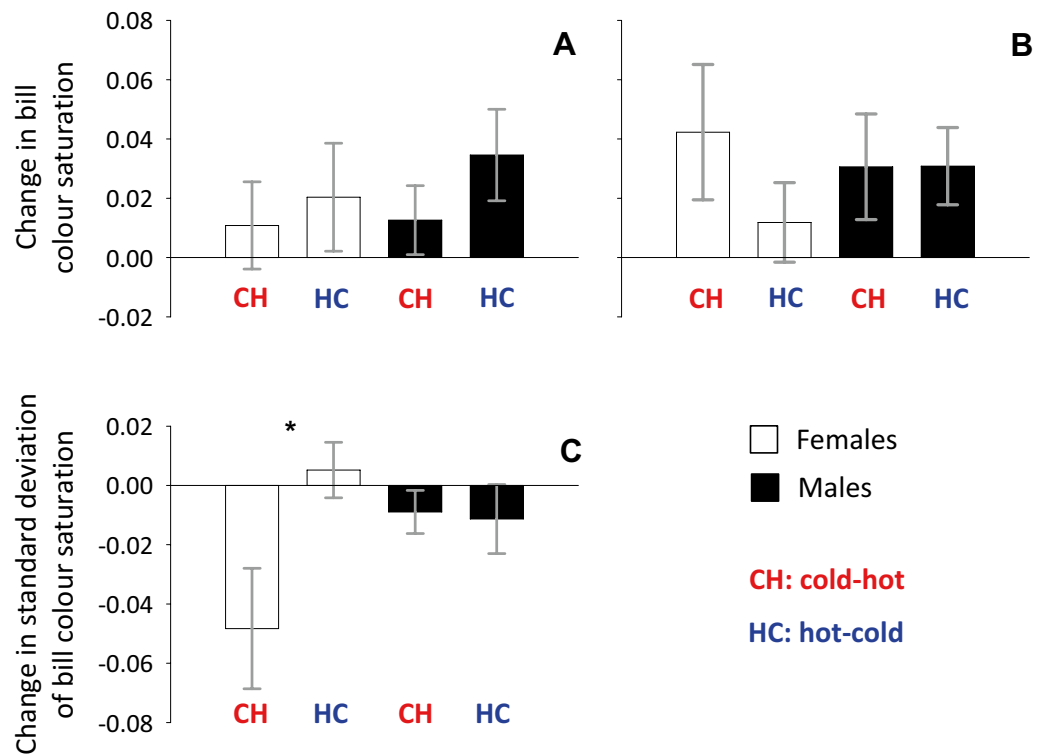 Change in bill
colour saturation
0.08
0.06
0.04
0.02
0.00
-0.02
A
CH HC CH HC
B
CH HC CH HC
Change in standard deviation
of bill colour saturation
0.02
0.00
-0.02
-0.04
-0.06
-0.08
*
C
CH HC CH HC
Females
Males
CH: cold-hot
HC: hot-cold